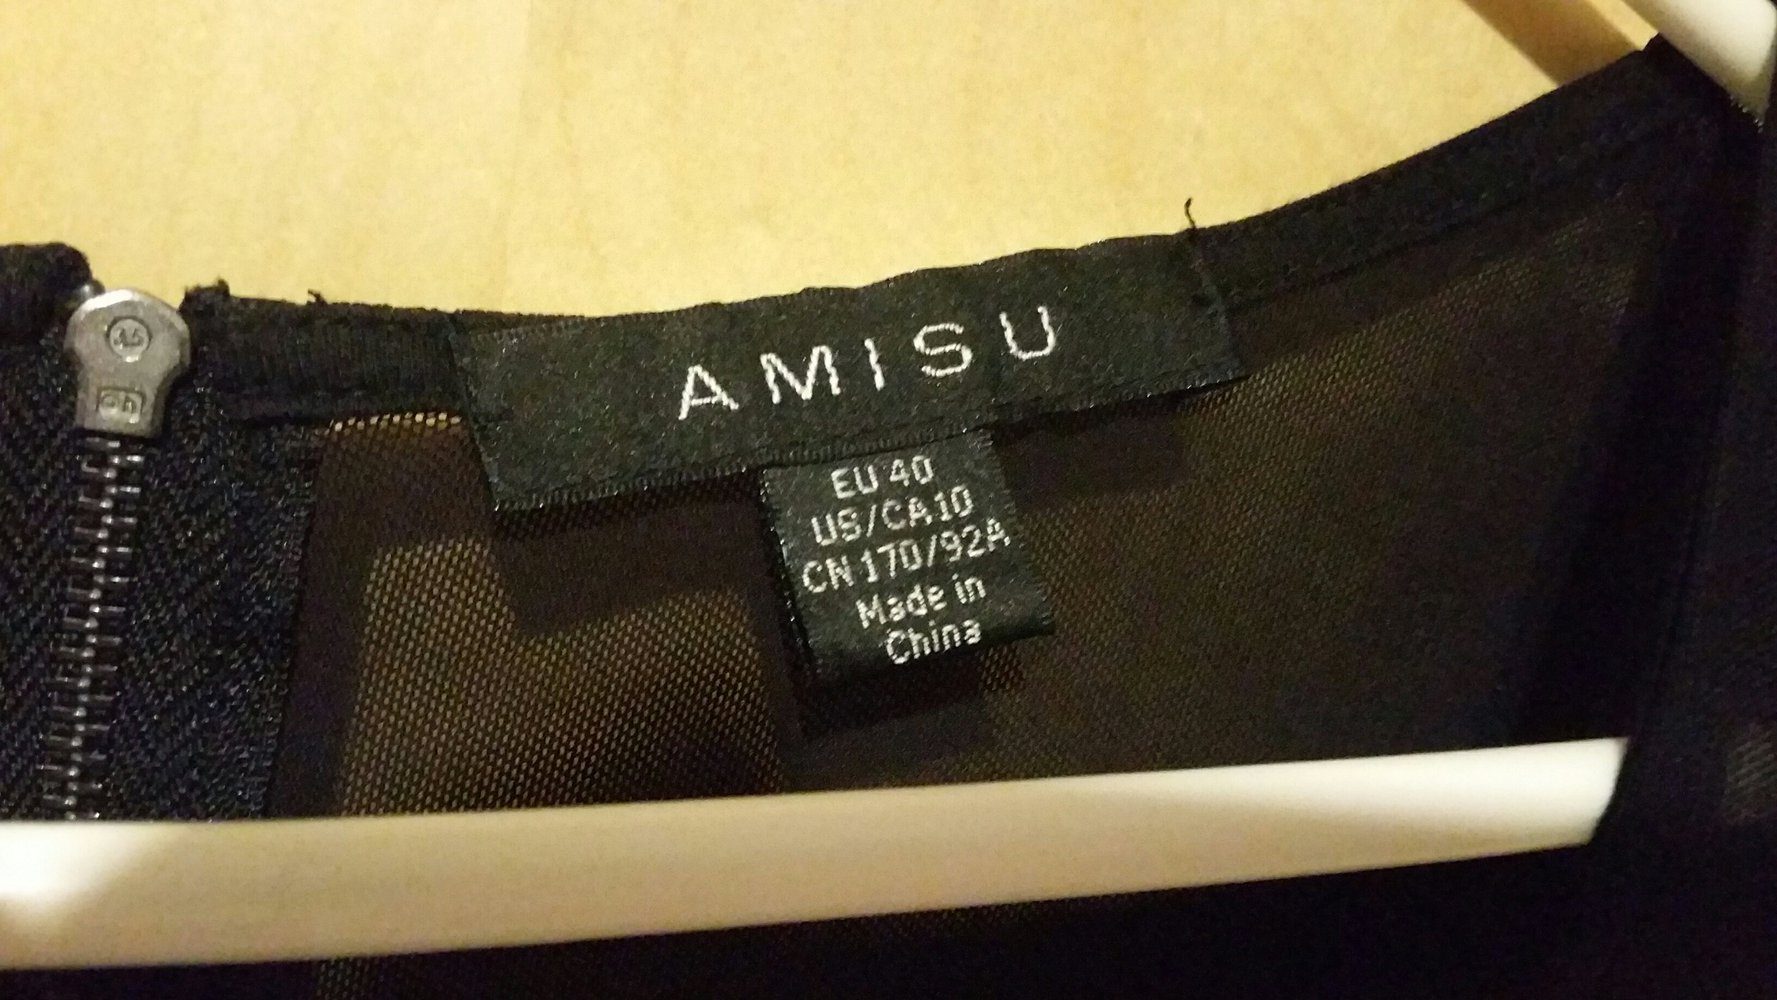 AMISU
EU 40
US/CA 10
CN 170/92A
Made in
China